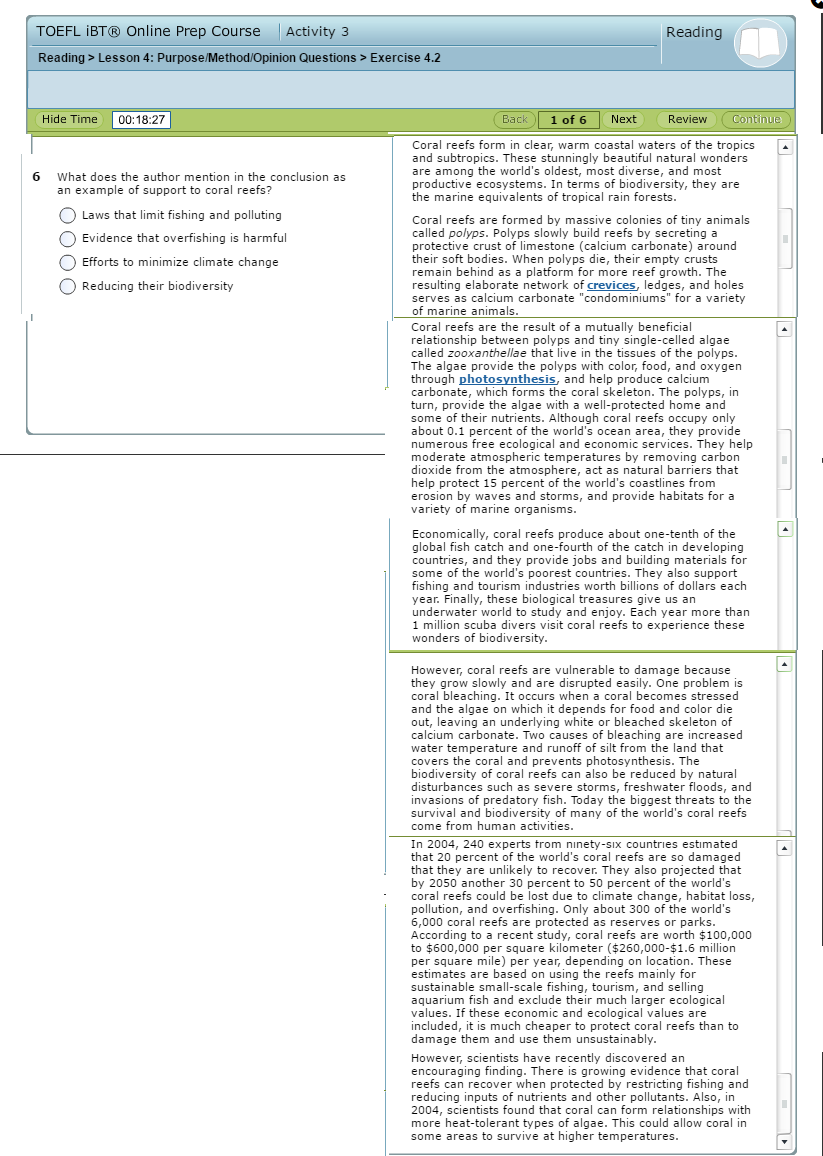 TOEFL iBT® Online Prep Course
Activity 3
Reading
Reading > Lesson 4: Purpose/Method/Opinion Questions > Exercise 4.2
Hide Time
00:18:27
Back
1 of 6
Next
Review
Continue
6 What does the author mention in the conclusion as
an example of support to coral reefs?
Laws that limit fishing and polluting
Evidence that overfishing is harmful
Efforts to minimize climate change
Reducing their biodiversity
Coral reefs form in clear, warm coastal waters of the tropics
and subtropics. These stunningly beautiful natural wonders
are among the world's oldest, most diverse, and most
productive ecosystems. In terms of biodiversity, they are
the marine equivalents of tropical rain forests.
Coral reefs are formed by massive colonies of tiny animals
called polyps. Polyps slowly build reefs by secreting a
protective crust of limestone (calcium carbonate) around
their soft bodies. When polyps die, their empty crusts
remain behind as a platform for more reef growth. The
resulting elaborate network of crevices, ledges, and holes
serves as calcium carbonate "condominiums" for a variety
of marine animals.
Coral reefs are the result of a mutually beneficial
relationship between polyps and tiny single-celled algae
called zooxanthellae that live in the tissues of the polyps.
The algae provide the polyps with color, food, and oxygen
through photosynthesis, and help produce calcium
carbonate, which forms the coral skeleton. The polyps, in
turn, provide the algae with a well-protected home and
some of their nutrients. Although coral reefs occupy only
about 0.1 percent of the world's ocean area, they provide
numerous free ecological and economic services. They help
moderate atmospheric temperatures by removing carbon
dioxide from the atmosphere, act as natural barriers that
help protect 15 percent of the world's coastlines from
erosion by waves and storms, and provide habitats for a
variety of marine organisms.
Economically, coral reefs produce about one-tenth of the
global fish catch and one-fourth of the catch in developing
countries, and they provide jobs and building materials for
some of the world's poorest countries. They also support
fishing and tourism industries worth billions of dollars each
year. Finally, these biological treasures give us an
underwater world to study and enjoy. Each year more than
1 million scuba divers visit coral reefs to experience these
wonders of biodiversity.
However, coral reefs are vulnerable to damage because
they grow slowly and are disrupted easily. One problem is
coral bleaching. It occurs when a coral becomes stressed
and the algae on which it depends for food and color die
out, leaving an underlying white or bleached skeleton of
calcium carbonate. Two causes of bleaching are increased
water temperature and runoff of silt from the land that
covers the coral and prevents photosynthesis. The
biodiversity of coral reefs can also be reduced by natural
disturbances such as severe storms, freshwater floods, and
invasions of predatory fish. Today the biggest threats to the
survival and biodiversity of many of the world's coral reefs
come from human activities.
In 2004, 240 experts from ninety-six countries estimated
that 20 percent of the world's coral reefs are so damaged
that they are unlikely to recover. They also projected that
by 2050 another 30 percent to 50 percent of the world's
coral reefs could be lost due to climate change, habitat loss,
pollution, and overfishing. Only about 300 of the world's
6,000 coral reefs are protected as reserves or parks.
According to a recent study, coral reefs are worth $100,000
to $600,000 per square kilometer ($260,000-$1.6 million
per square mile) per year, depending on location. These
estimates are based on using the reefs mainly for
sustainable small-scale fishing, tourism, and selling
aquarium fish and exclude their much larger ecological
values. If these economic and ecological values are
included, it is much cheaper to protect coral reefs than to
damage them and use them unsustainably.
However, scientists have recently discovered an
encouraging finding. There is growing evidence that coral
reefs can recover when protected by restricting fishing and
reducing inputs of nutrients and other pollutants. Also, in
2004, scientists found that coral can form relationships with
more heat-tolerant types of algae. This could allow coral in
some areas to survive at higher temperatures.